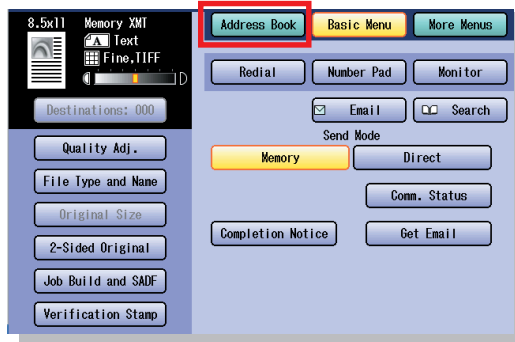 8.5x11 Memory XMT
A Text
Fine,TIFF
D
Destinations: 000
Quality Adj.
File Type and Name
Original Size
2-Sided Original
Job Build and SADF
Verification Stamp
Address Book Basic Menu More Menus
Redial Number Pad Monitor
Email Search
Send Mode
Memory Direct
Comm. Status
Completion Notice Get Email